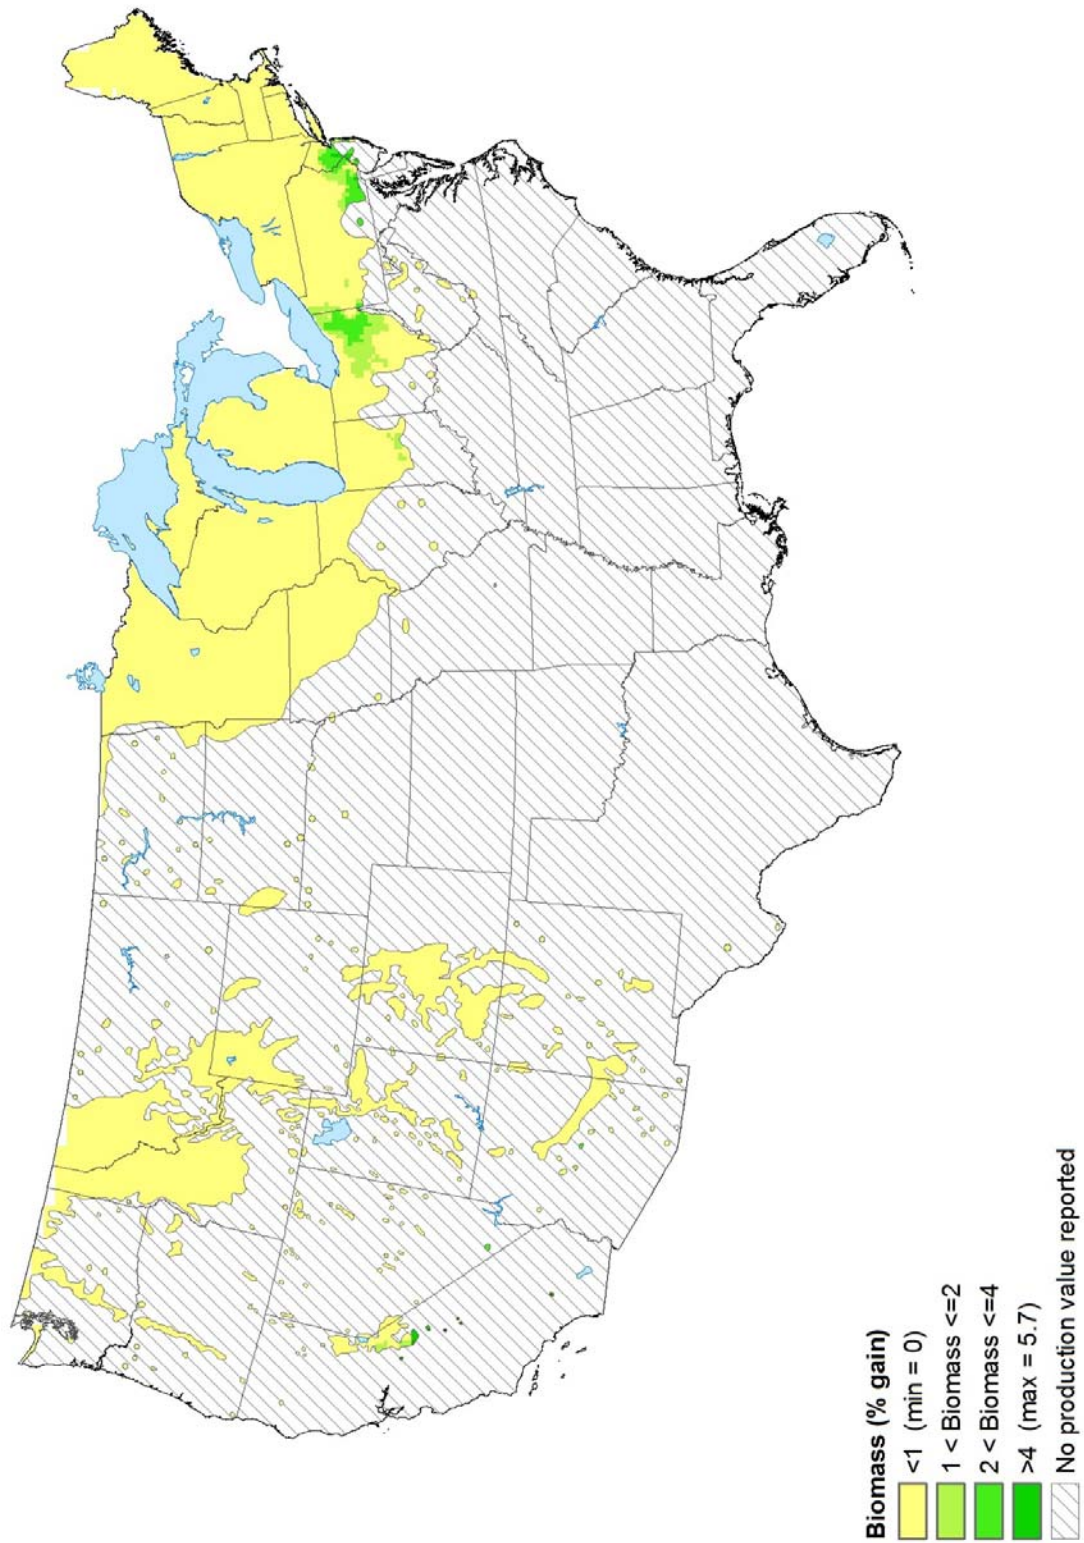 Biomass (% gain)
<1 (min = 0)
1 < Biomass <=2
2 < Biomass <=4
>4 (max = 5.7)
No production value reported